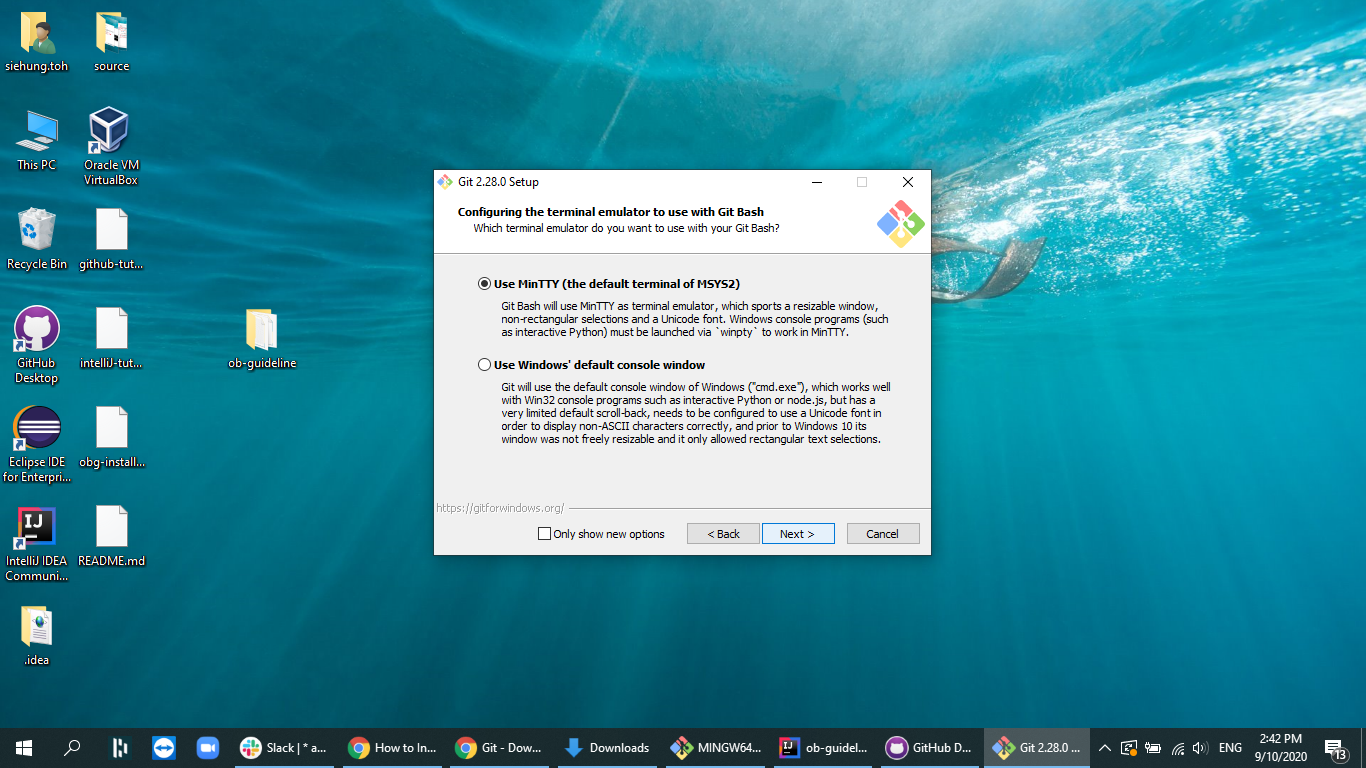 siehung.toh
source
This PC
Oracle VM
VirtualBox
Recycle Bin
github-tut...
GitHub
Desktop
intelliJ-tut...
ob-guideline
Eclipse IDE
for Enterpri...
obg-install...
IJ
IntelliJ IDEA
Communi...
README.md
.idea
Git 2.28.0 Setup
Configuring the terminal emulator to use with Git Bash
Which terminal emulator do you want to use with your Git Bash?
Use MinTTY (the default terminal of MSYS2)
Git Bash will use MinTTY as terminal emulator, which sports a resizable window,
non-rectangular selections and a Unicode font. Windows console programs (such
as interactive Python) must be launched via `winpty` to work in MinTTY.
Use Windows' default console window
Git will use the default console window of Windows ("cmd.exe"), which works well
with Win32 console programs such as interactive Python or node.js, but has a
very limited default scroll-back, needs to be configured to use a Unicode font in
order to display non-ASCII characters correctly, and prior to Windows 10 its
window was not freely resizable and it only allowed rectangular text selections.
https://gitforwindows.org/
Only show new options
< Back
Next >
Cancel
Slack | * a...
How to In...
Git - Dow...
Downloads
MINGW64...
IJ
ob-guidel...
GitHub D...
Git 2.28.0 ...
ENG
2:42 PM
9/10/2020
13